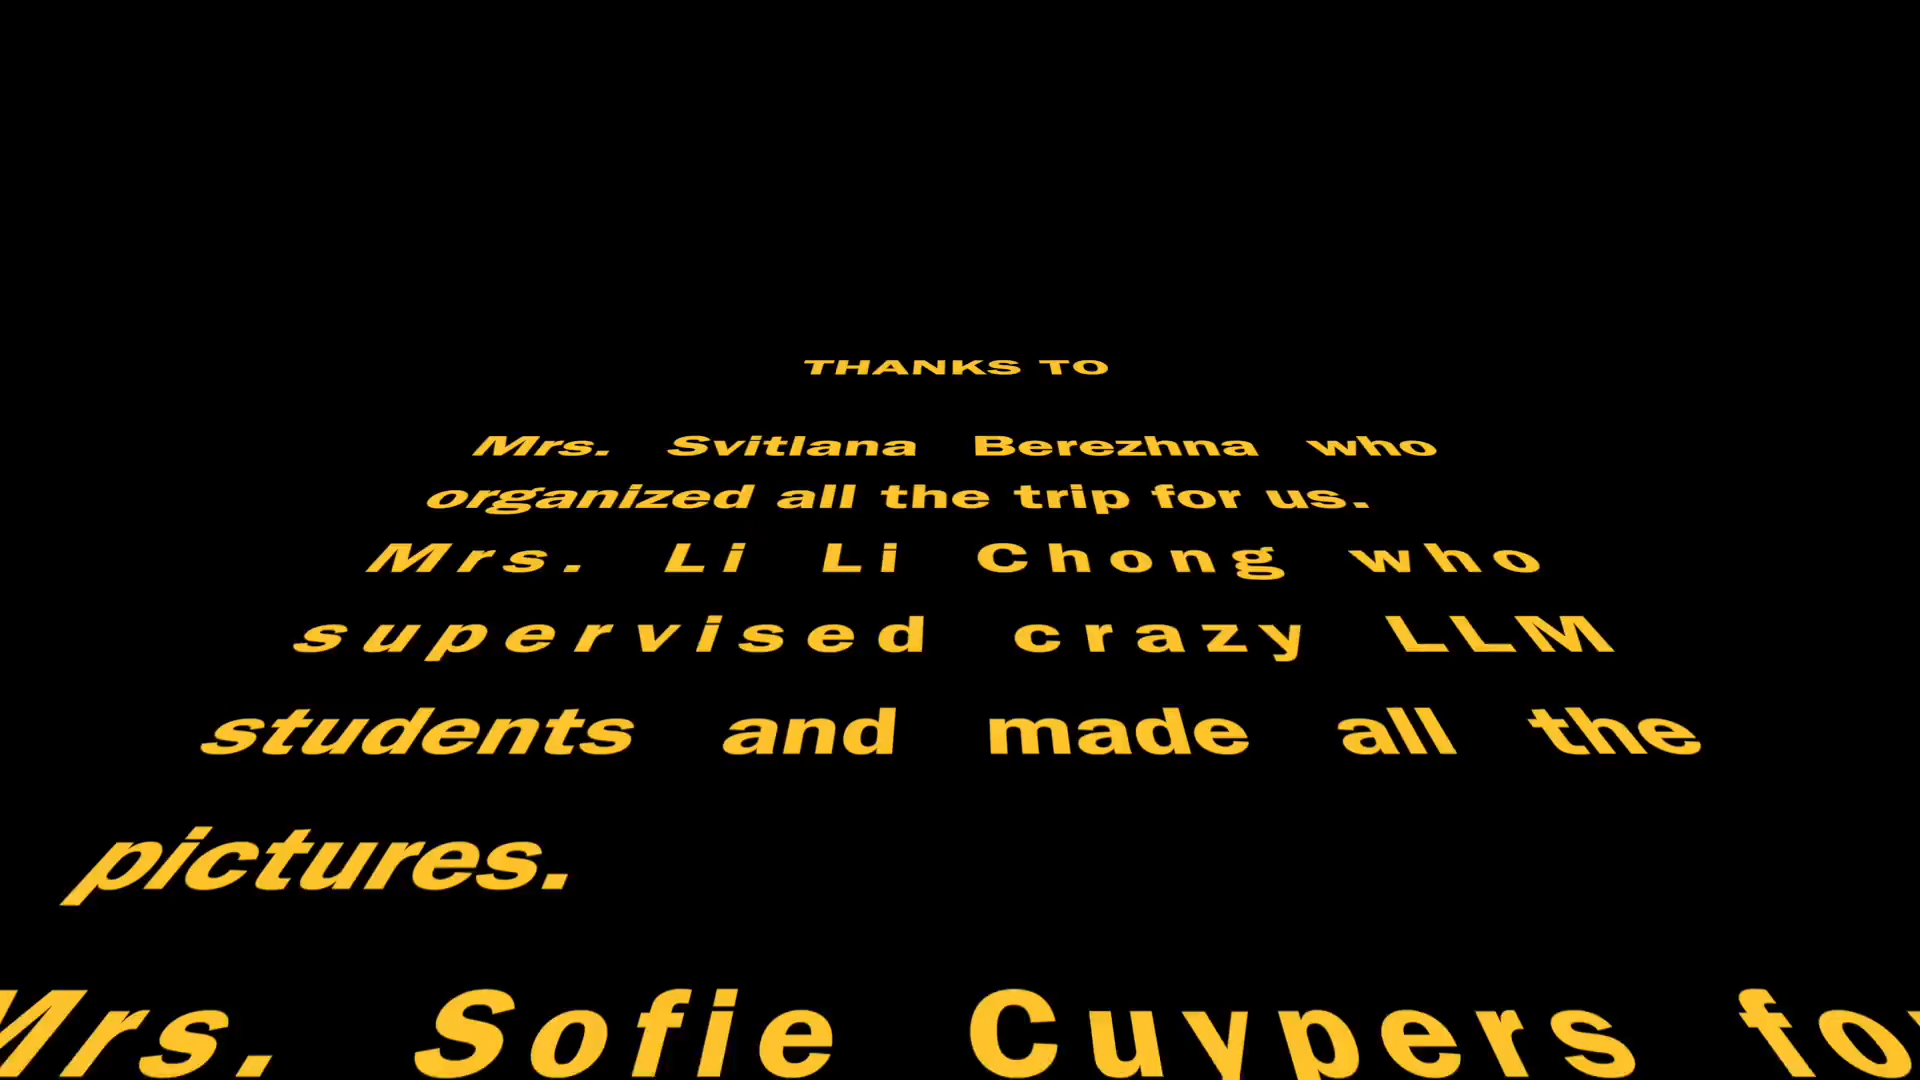 THANKS TO
Mrs. Svitlana Berezhna who
organized all the trip for us.
Mrs. Li Li Chong who
supervised crazy LLM
students and made all the
pictures.
Mrs. Sofie Cuypers for